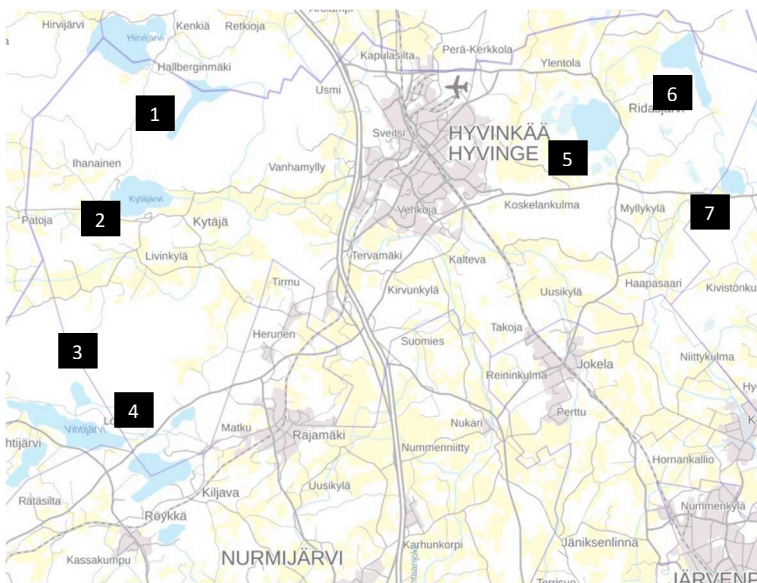 Hirvijärvi
Kenkiä
Retkioja
Hirvijärvi
Kapulasilta
Perä-Kerkkola
Hallberginmäki
Ylentola
Usmi
1
6
Ridasjärvi
Sveitsi
HYVINKÄÄ
HYVINGE
5
Ihanainen
Vanhamylly
Kytäjärvi
2
Vehkoja
Koskelankulma
Myllykylä
7
Patoja
Kytäjä
Livinkylä
Tervamäki
Kalteva
Tirmu
Kirvunkylä
Uusikylä
Haapasaari
Herunen
Takoja
3
Suomies
Niittykulma
Jokela
Reininkulma
4
Vihtijärvi
Matku
Rajamäki
Nukari
Perttu
Nummenniitty
Hornankallio
Uusikylä
Kiljava
Rätäsilta
Röykkä
Nummenkylä
Karhunkorpi
Jäniksenlinna
Kassakumpu
NURMIJÄRVI